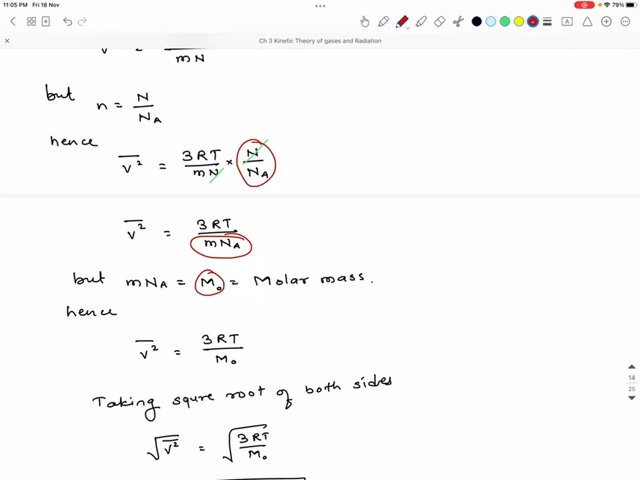 11:05 PM Fri 18 Nov
79%
Ch 3 Kinetic Theory of gases and Radiation
mN
but n = N/NA
hence
v̅² = 3RT/mN × N/NA
v̅² = 3RT/mNA
but mNA = M₀ = Molar mass.
hence
v̅² = 3RT/M₀
Taking squre root of both sides
√v̅² = √3RT/M₀
14
25